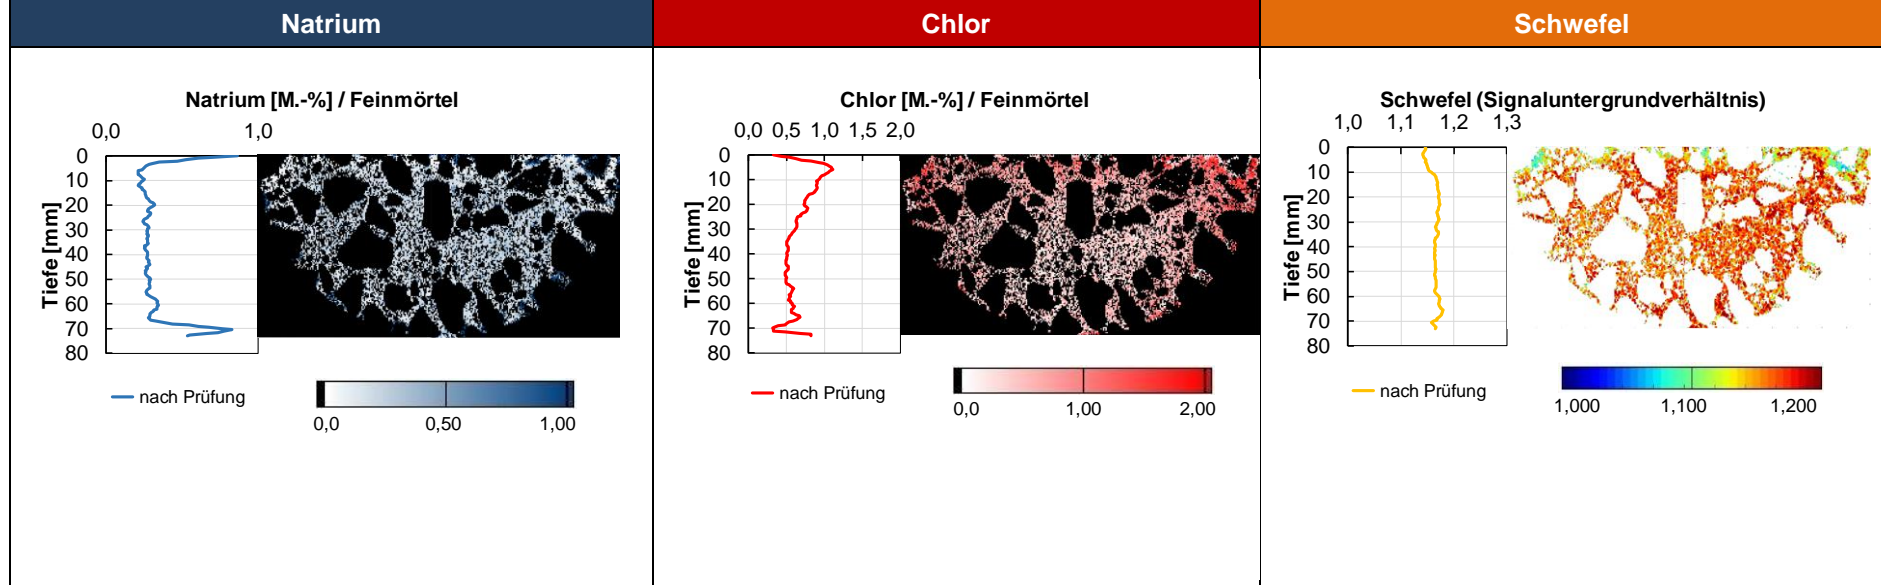 Natrium
Chlor
Schwefel
Natrium [M.-%] / Feinmörtel
0,0 1,0
Tiefe [mm]
0
10
20
30
40
50
60
70
80
nach Prüfung
0,0 0,50 1,00
Chlor [M.-%] / Feinmörtel
0,0 0,5 1,0 1,5 2,0
Tiefe [mm]
0
10
20
30
40
50
60
70
80
nach Prüfung
0,0 1,00 2,00
Schwefel (Signaluntergrundverhältnis)
1,0 1,1 1,2 1,3
Tiefe [mm]
0
10
20
30
40
50
60
70
80
nach Prüfung
1,000 1,100 1,200